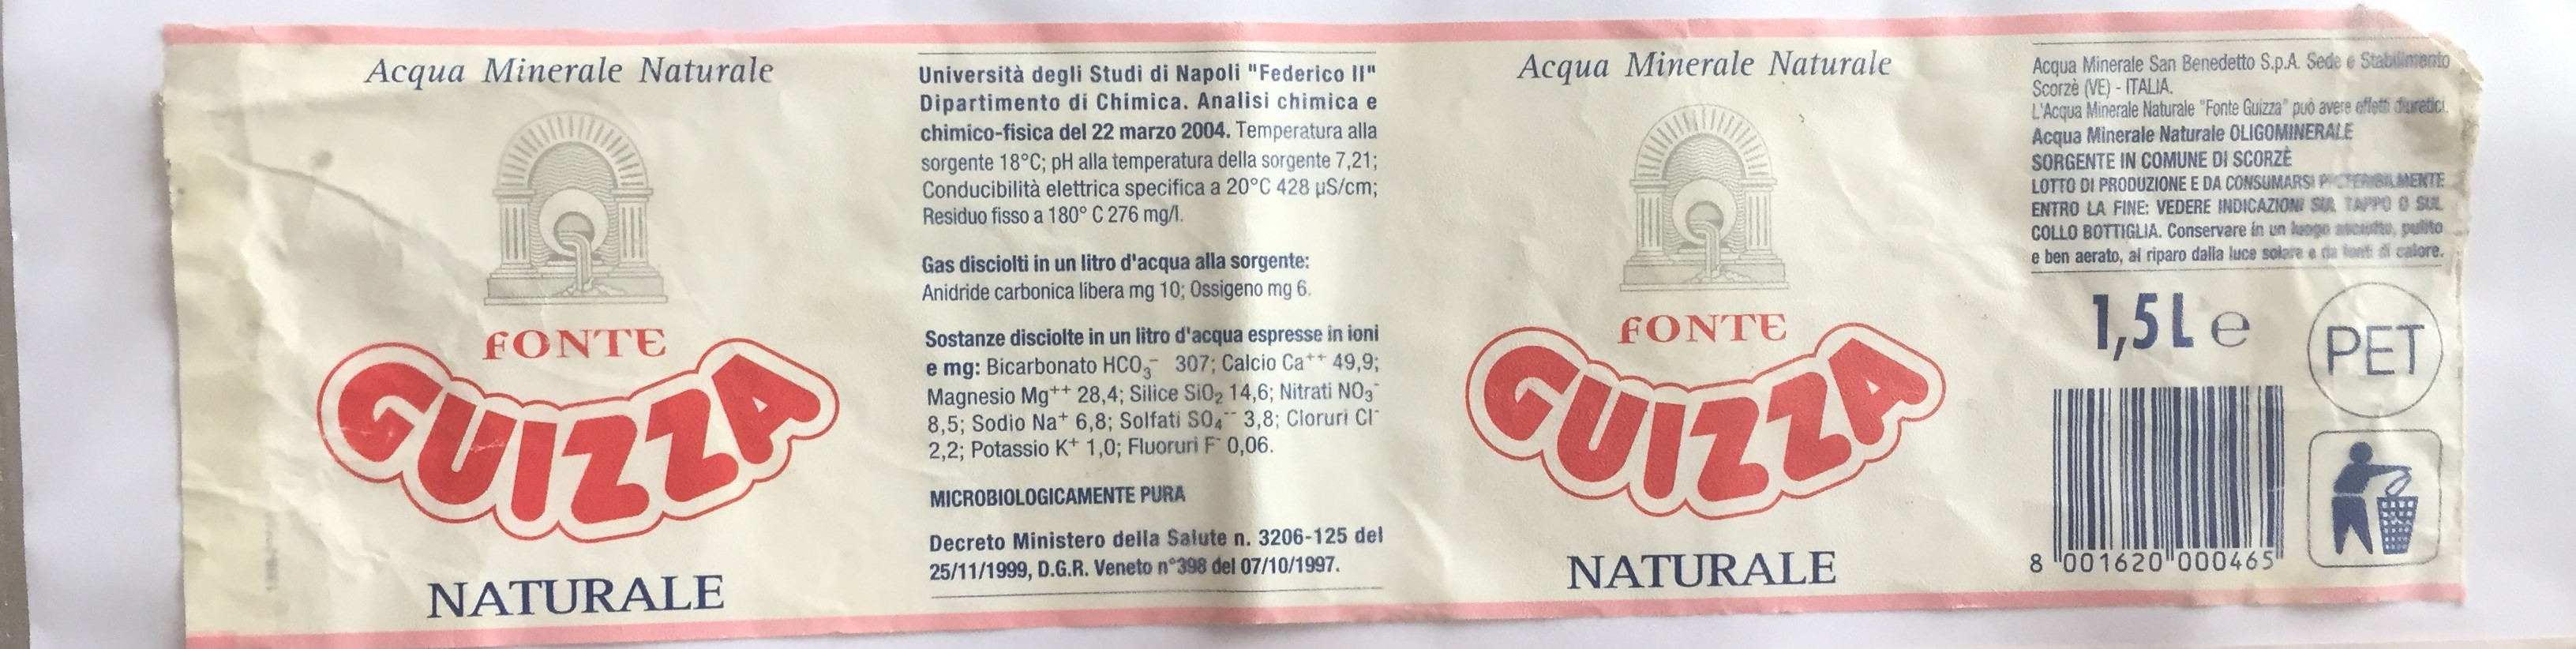 Acqua Minerale Naturale
FONTE
GUIZZA
NATURALE
Università degli Studi di Napoli "Federico II"
Dipartimento di Chimica. Analisi chimica e
chimico-fisica del 22 marzo 2004. Temperatura alla
sorgente 18°C; pH alla temperatura della sorgente 7,21;
Conducibilità elettrica specifica a 20°C 428 µS/cm;
Residuo fisso a 180° C 276 mg/l.
Gas disciolti in un litro d'acqua alla sorgente:
Anidride carbonica libera mg 10; Ossigeno mg 6.
Sostanze disciolte in un litro d'acqua espresse in ioni
e mg: Bicarbonato HCO₃⁻ 307; Calcio Ca⁺⁺ 49,9;
Magnesio Mg⁺⁺ 28,4; Silice SiO₂ 14,6; Nitrati NO₃⁻
8,5; Sodio Na⁺ 6,8; Solfati SO₄⁻⁻ 3,8; Cloruri Cl⁻
2,2; Potassio K⁺ 1,0; Fluoruri F⁻ 0,06.
MICROBIOLOGICAMENTE PURA
Decreto Ministero della Salute n. 3206-125 del
25/11/1999, D.G.R. Veneto n°398 del 07/10/1997.
Acqua Minerale Naturale
FONTE
GUIZZA
NATURALE
Acqua Minerale San Benedetto S.p.A. Sede e Stabilimento
Scorzè (VE) - ITALIA.
L'Acqua Minerale Naturale "Fonte Guizza" può avere effetti diuretici.
Acqua Minerale Naturale OLIGOMINERALE
SORGENTE IN COMUNE DI SCORZÈ
LOTTO DI PRODUZIONE E DA CONSUMARSI PREFERIBILMENTE
ENTRO LA FINE: VEDERE INDICAZIONI SUL TAPPO O SUL
COLLO BOTTIGLIA. Conservare in un luogo asciutto, pulito
e ben aerato, al riparo dalla luce solare e da fonti di calore.
1,5 L e
PET
8 001620 000465